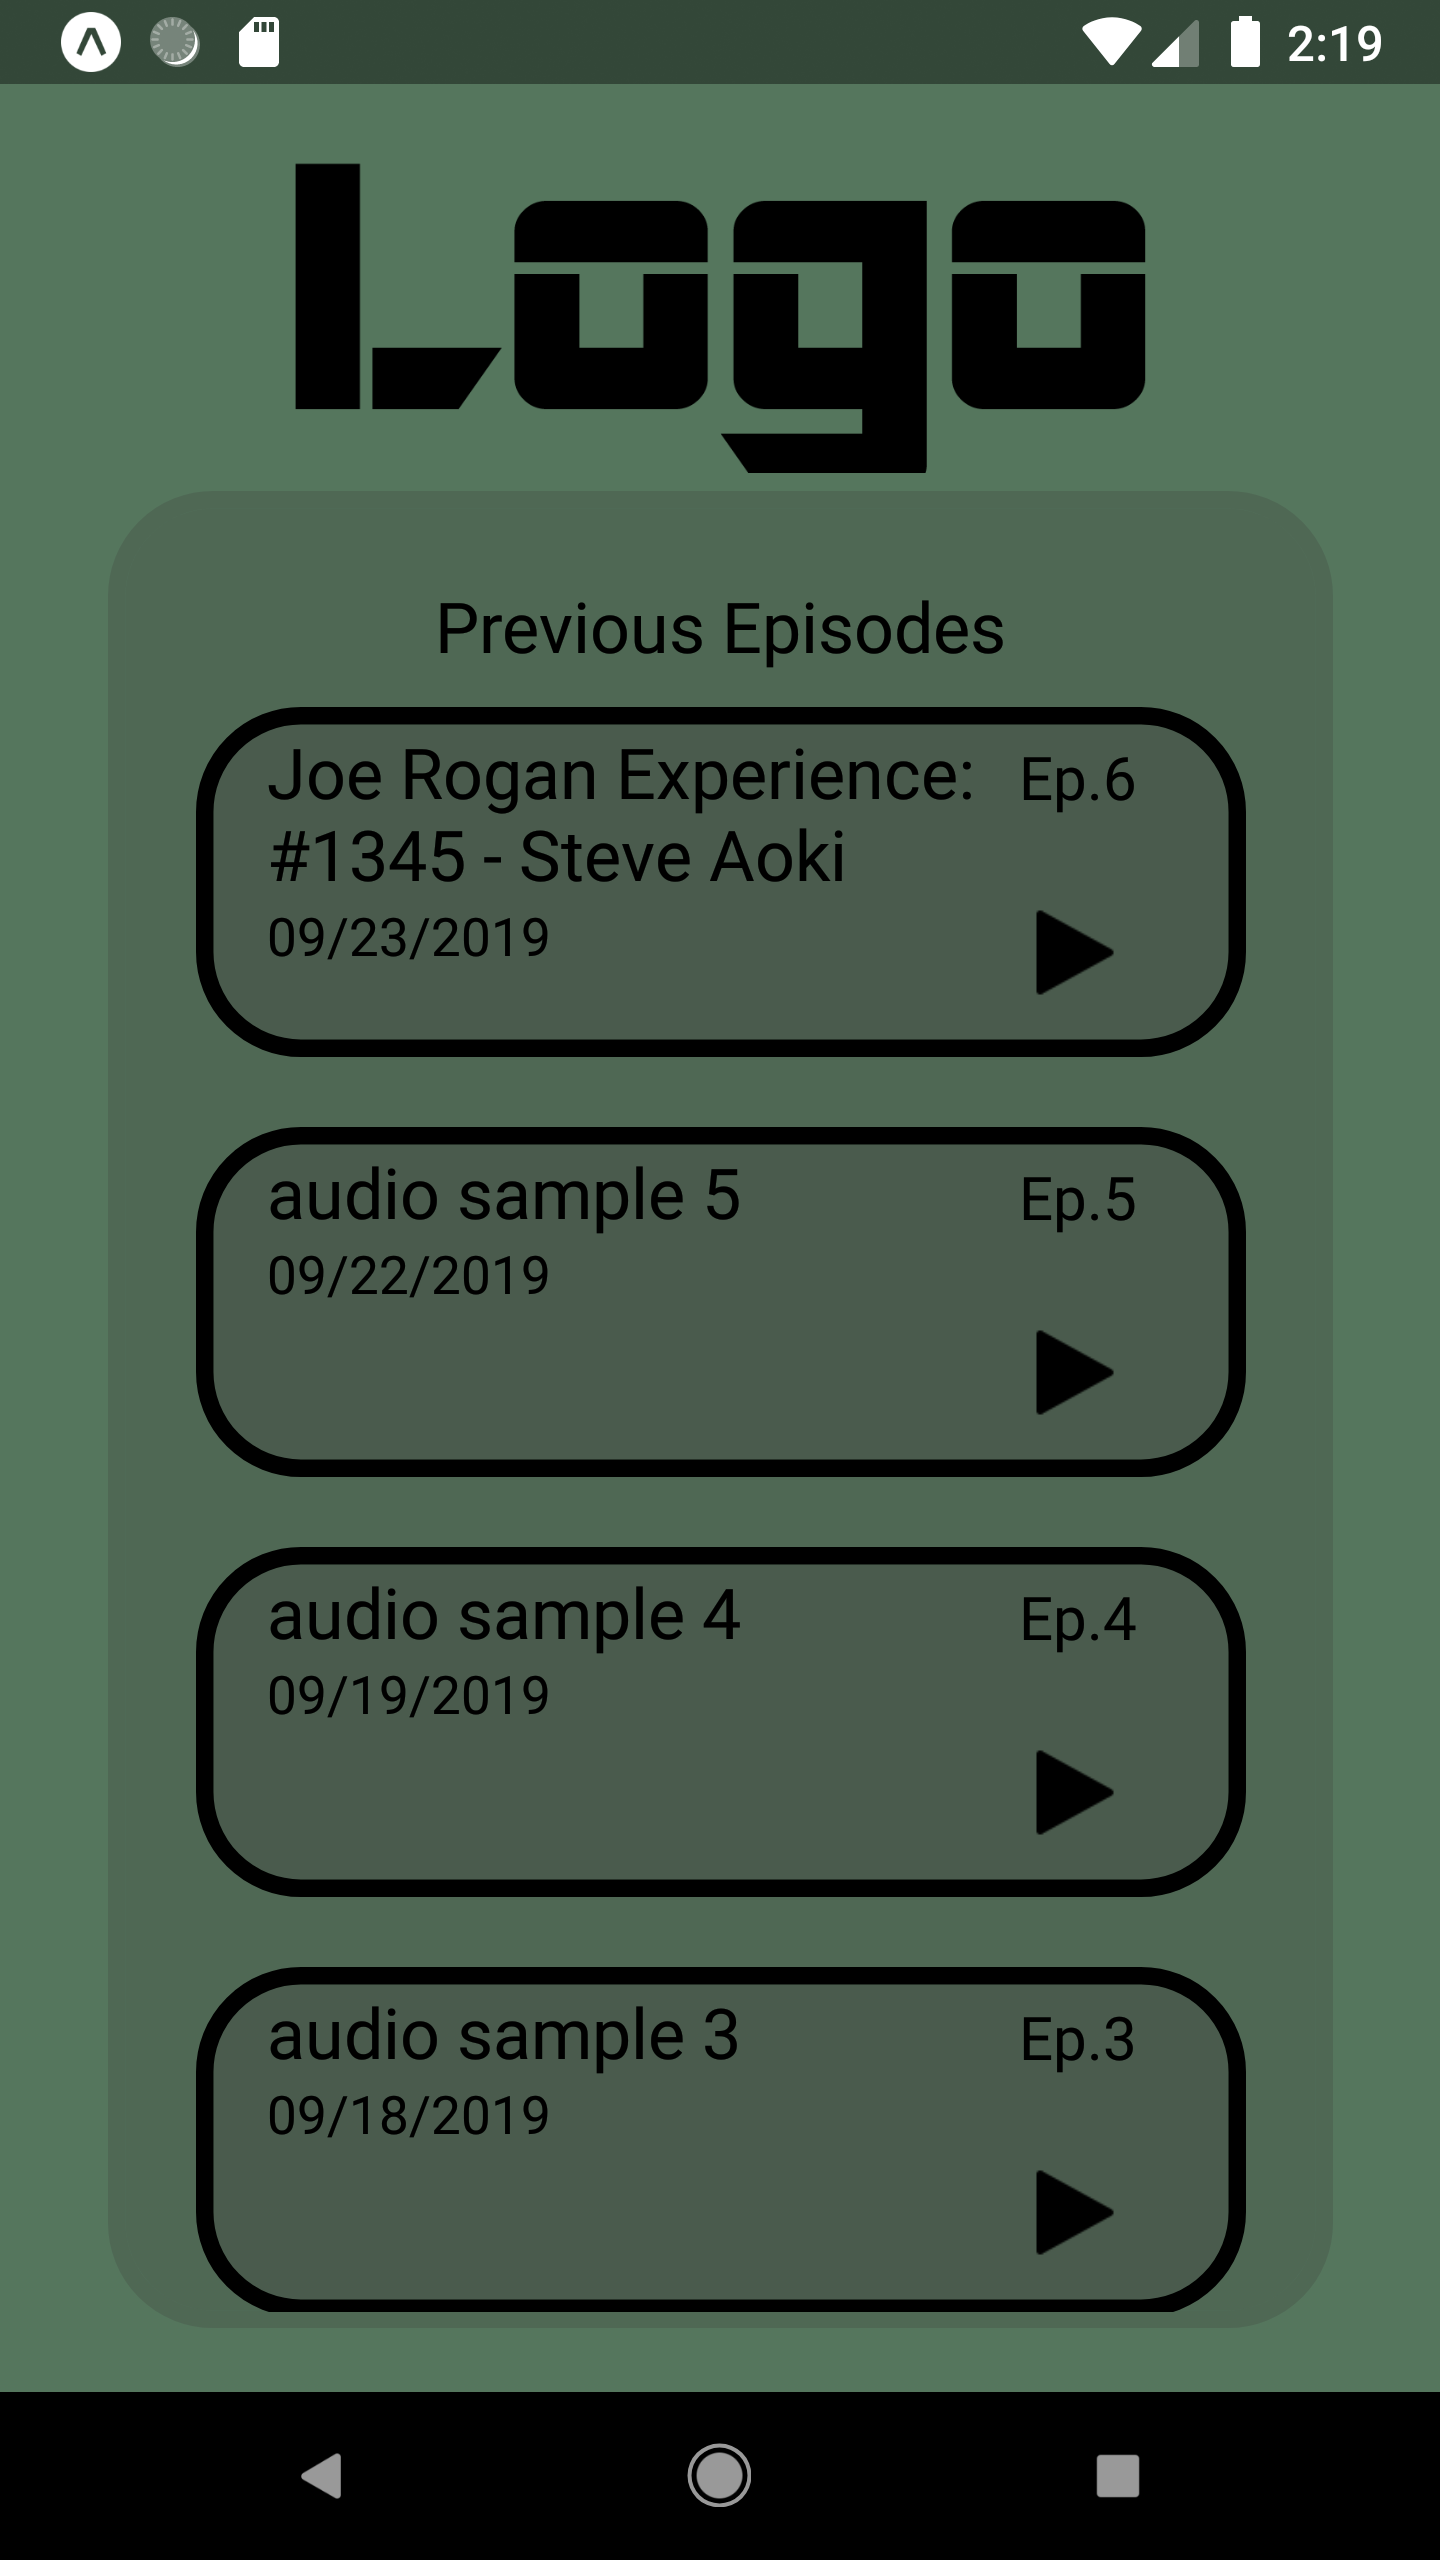 2:19
Logo
Previous Episodes
Joe Rogan Experience: Ep.6
#1345 - Steve Aoki
09/23/2019
audio sample 5 Ep.5
09/22/2019
audio sample 4 Ep.4
09/19/2019
audio sample 3 Ep.3
09/18/2019